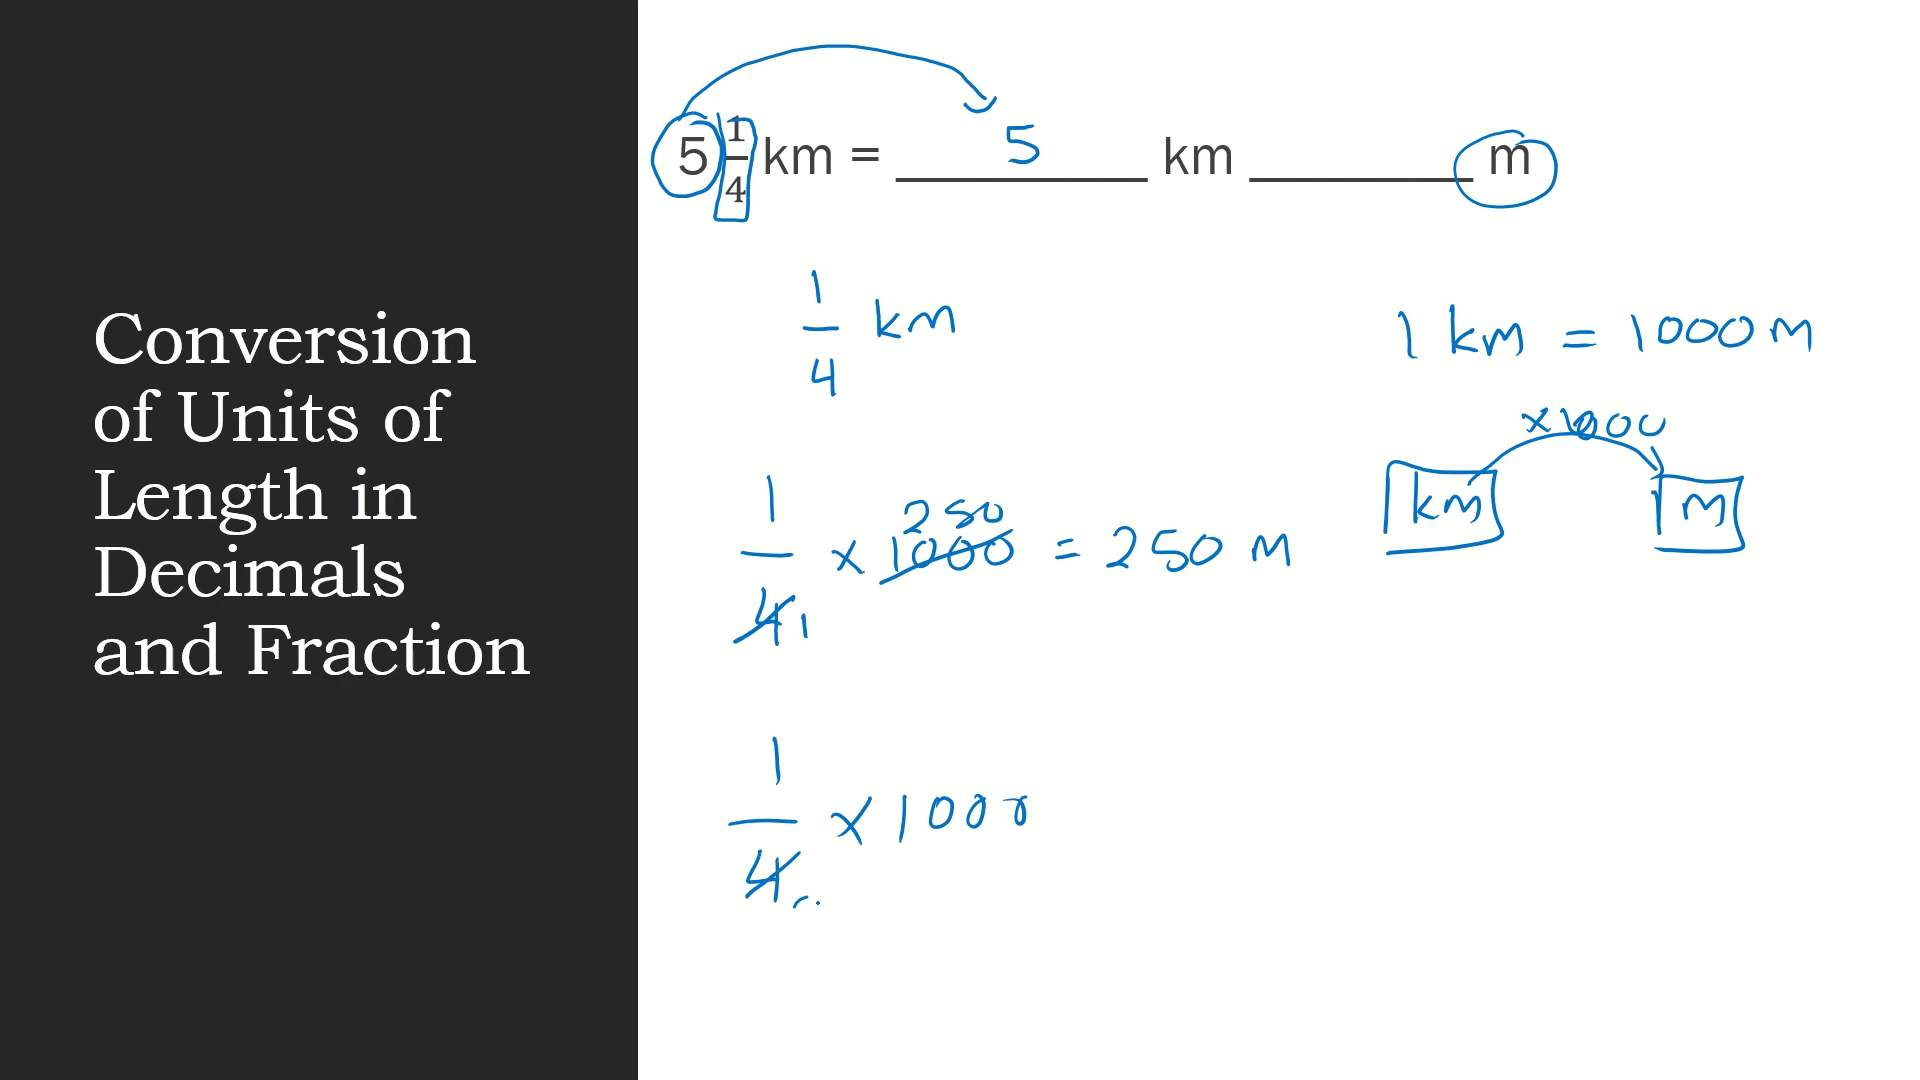 Conversion
of Units of
Length in
Decimals
and Fraction
5 1/4 km = 5 km ________ m
1/4 km
1 km = 1000 m
×1000
km m
250
1/4 × 1000 = 250 m
1
1/4 × 1000